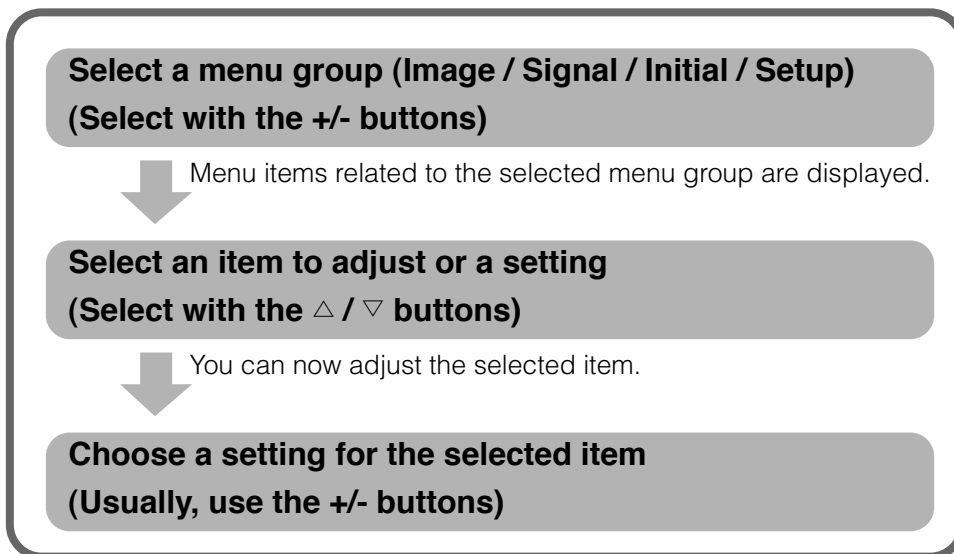 Select a menu group (Image / Signal / Initial / Setup)
(Select with the +/- buttons)
Menu items related to the selected menu group are displayed.
Select an item to adjust or a setting
(Select with the △ / ▽ buttons)
You can now adjust the selected item.
Choose a setting for the selected item
(Usually, use the +/- buttons)